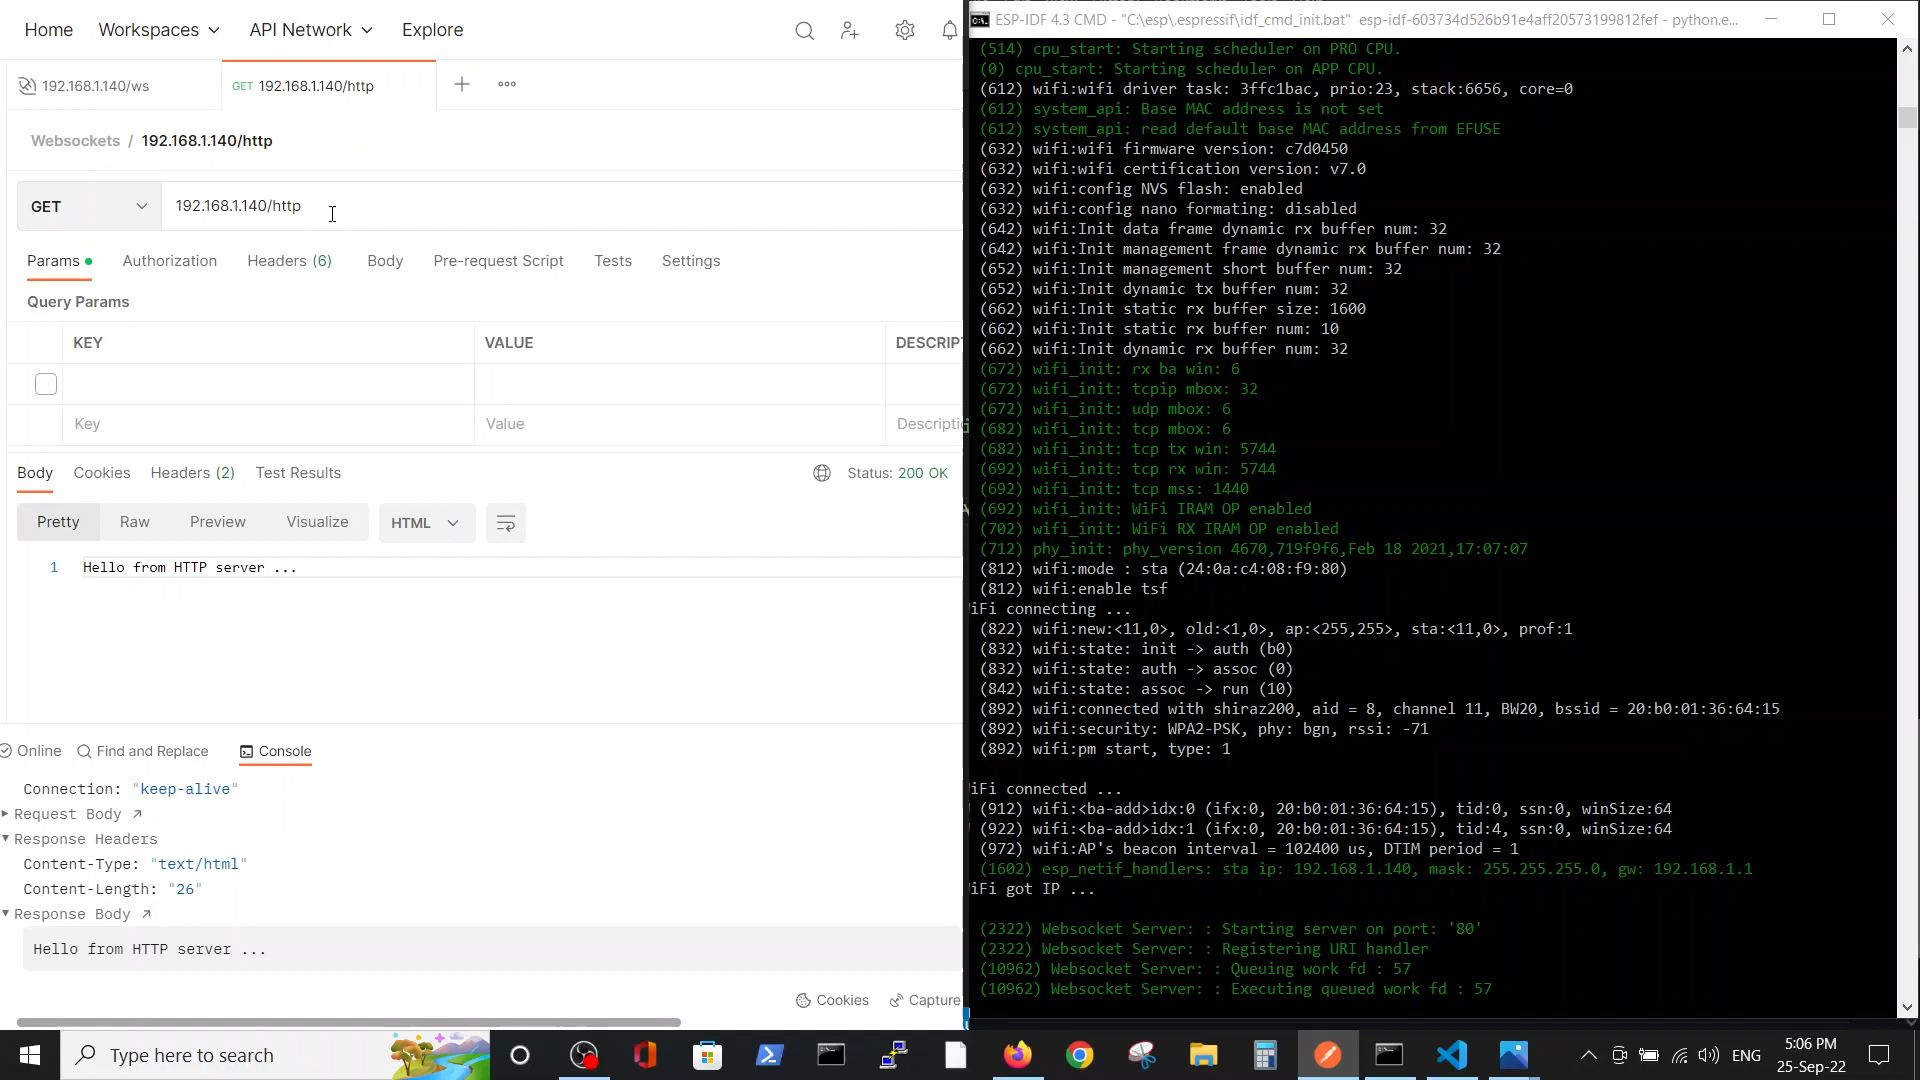 Home Workspaces API Network Explore
192.168.1.140/ws GET 192.168.1.140/http
Websockets / 192.168.1.140/http
GET 192.168.1.140/http
Params Authorization Headers (6) Body Pre-request Script Tests Settings
Query Params
KEY VALUE DESCRIPT
Key Value Descripti
Body Cookies Headers (2) Test Results Status: 200 OK
Pretty Raw Preview Visualize HTML
1 Hello from HTTP server ...
Online Find and Replace Console
Connection: "keep-alive"
Request Body
Response Headers
Content-Type: "text/html"
Content-Length: "26"
Response Body
Hello from HTTP server ...
Cookies Capture
ESP-IDF 4.3 CMD - "C:\esp\.espressif\idf_cmd_init.bat" esp-idf-603734d526b91e4aff20573199812fef - python.e...
(514) cpu_start: Starting scheduler on PRO CPU.
(0) cpu_start: Starting scheduler on APP CPU.
(612) wifi:wifi driver task: 3ffc1bac, prio:23, stack:6656, core=0
(612) system_api: Base MAC address is not set
(612) system_api: read default base MAC address from EFUSE
(632) wifi:wifi firmware version: c7d0450
(632) wifi:wifi certification version: v7.0
(632) wifi:config NVS flash: enabled
(632) wifi:config nano formating: disabled
(642) wifi:Init data frame dynamic rx buffer num: 32
(642) wifi:Init management frame dynamic rx buffer num: 32
(652) wifi:Init management short buffer num: 32
(652) wifi:Init dynamic tx buffer num: 32
(662) wifi:Init static rx buffer size: 1600
(662) wifi:Init static rx buffer num: 10
(662) wifi:Init dynamic rx buffer num: 32
(672) wifi_init: rx ba win: 6
(672) wifi_init: tcpip mbox: 32
(672) wifi_init: udp mbox: 6
(682) wifi_init: tcp mbox: 6
(682) wifi_init: tcp tx win: 5744
(692) wifi_init: tcp rx win: 5744
(692) wifi_init: tcp mss: 1440
(692) wifi_init: WiFi IRAM OP enabled
(702) wifi_init: WiFi RX IRAM OP enabled
(712) phy_init: phy_version 4670,719f9f6,Feb 18 2021,17:07:07
(812) wifi:mode : sta (24:0a:c4:08:f9:80)
(812) wifi:enable tsf
iFi connecting ...
(822) wifi:new:<11,0>, old:<1,0>, ap:<255,255>, sta:<11,0>, prof:1
(832) wifi:state: init -> auth (b0)
(832) wifi:state: auth -> assoc (0)
(842) wifi:state: assoc -> run (10)
(892) wifi:connected with shiraz200, aid = 8, channel 11, BW20, bssid = 20:b0:01:36:64:15
(892) wifi:security: WPA2-PSK, phy: bgn, rssi: -71
(892) wifi:pm start, type: 1
iFi connected ...
(912) wifi:<ba-add>idx:0 (ifx:0, 20:b0:01:36:64:15), tid:0, ssn:0, winSize:64
(922) wifi:<ba-add>idx:1 (ifx:0, 20:b0:01:36:64:15), tid:4, ssn:0, winSize:64
(972) wifi:AP's beacon interval = 102400 us, DTIM period = 1
(1602) esp_netif_handlers: sta ip: 192.168.1.140, mask: 255.255.255.0, gw: 192.168.1.1
iFi got IP ...
(2322) Websocket Server: : Starting server on port: '80'
(2322) Websocket Server: : Registering URI handler
(10962) Websocket Server: : Queuing work fd : 57
(10962) Websocket Server: : Executing queued work fd : 57
Type here to search
ENG
5:06 PM
25-Sep-22